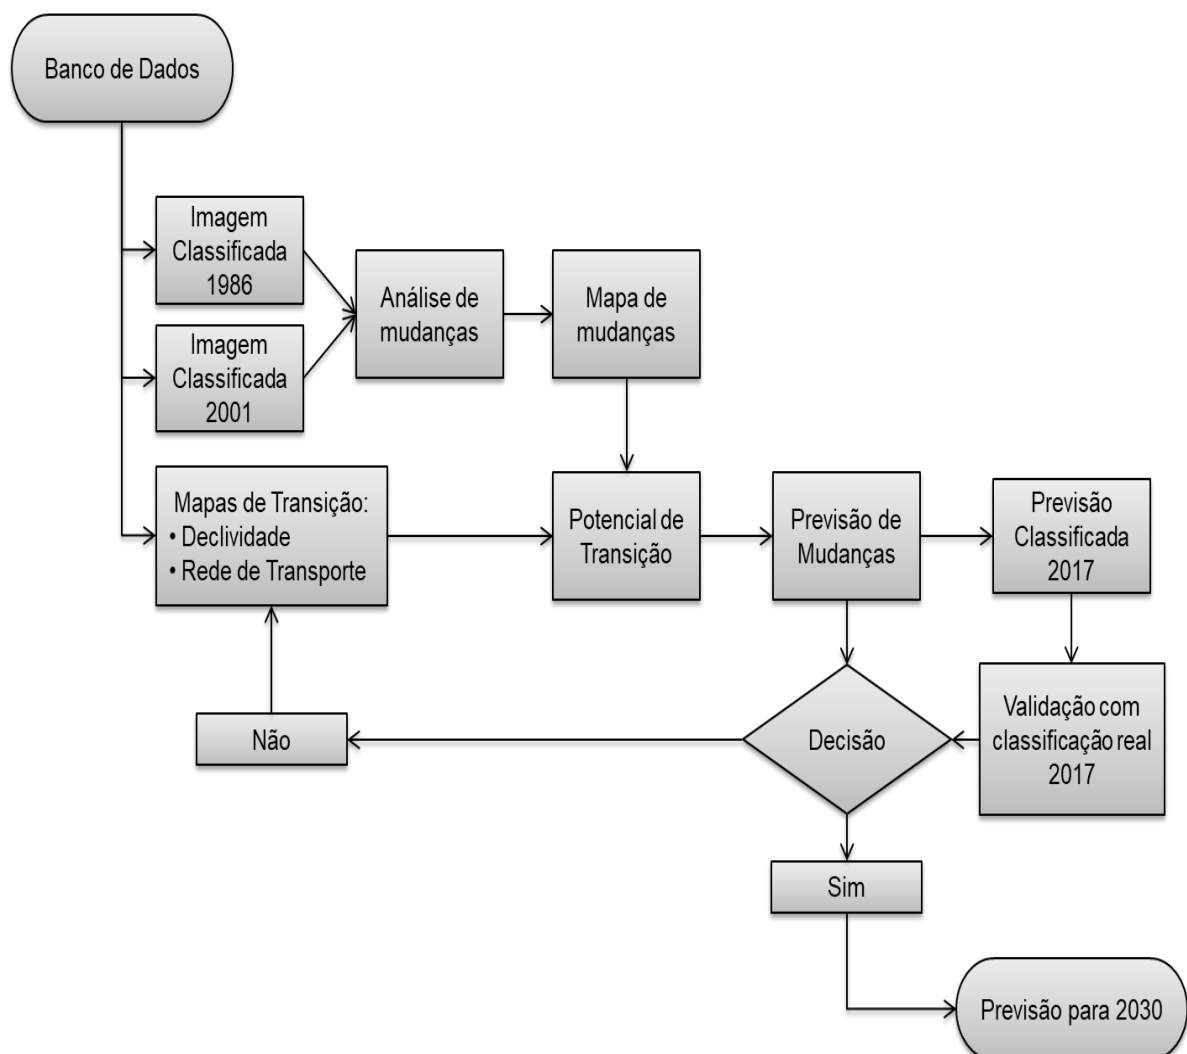 Banco de Dados
Imagem
Classificada
1986
Imagem
Classificada
2001
Análise de
mudanças
Mapa de
mudanças
Mapas de Transição:
• Declividade
• Rede de Transporte
Potencial de
Transição
Previsão de
Mudanças
Previsão
Classificada
2017
Não
Decisão
Validação com
classificação real
2017
Sim
Previsão para 2030